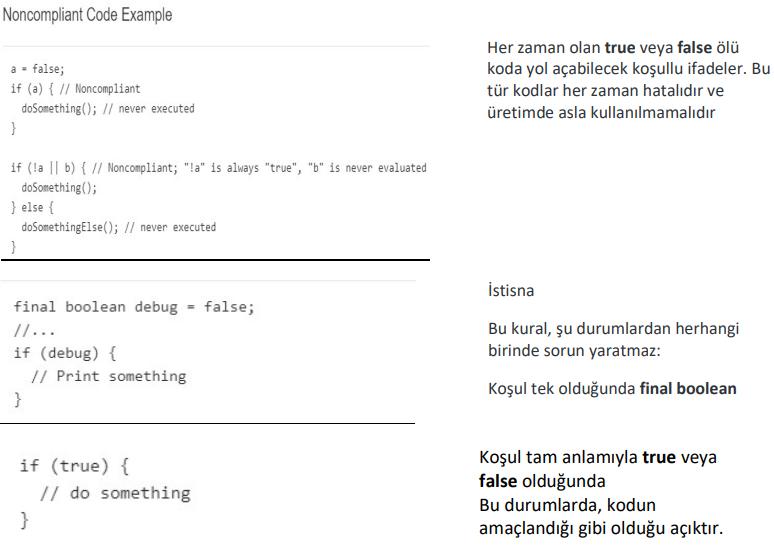 Noncompliant Code Example
a = false;
if (a) { // Noncompliant
doSomething(); // never executed
}
if (!a || b) { // Noncompliant; "!a" is always "true", "b" is never evaluated
doSomething();
} else {
doSomethingElse(); // never executed
}
Her zaman olan true veya false ölü
koda yol açabilecek koşullu ifadeler. Bu
tür kodlar her zaman hatalıdır ve
üretimde asla kullanılmamalıdır
final boolean debug = false;
//...
if (debug) {
// Print something
}
İstisna
Bu kural, şu durumlardan herhangi
birinde sorun yaratmaz:
Koşul tek olduğunda final boolean
if (true) {
// do something
}
Koşul tam anlamıyla true veya
false olduğunda
Bu durumlarda, kodun
amaçlandığı gibi olduğu açıktır.